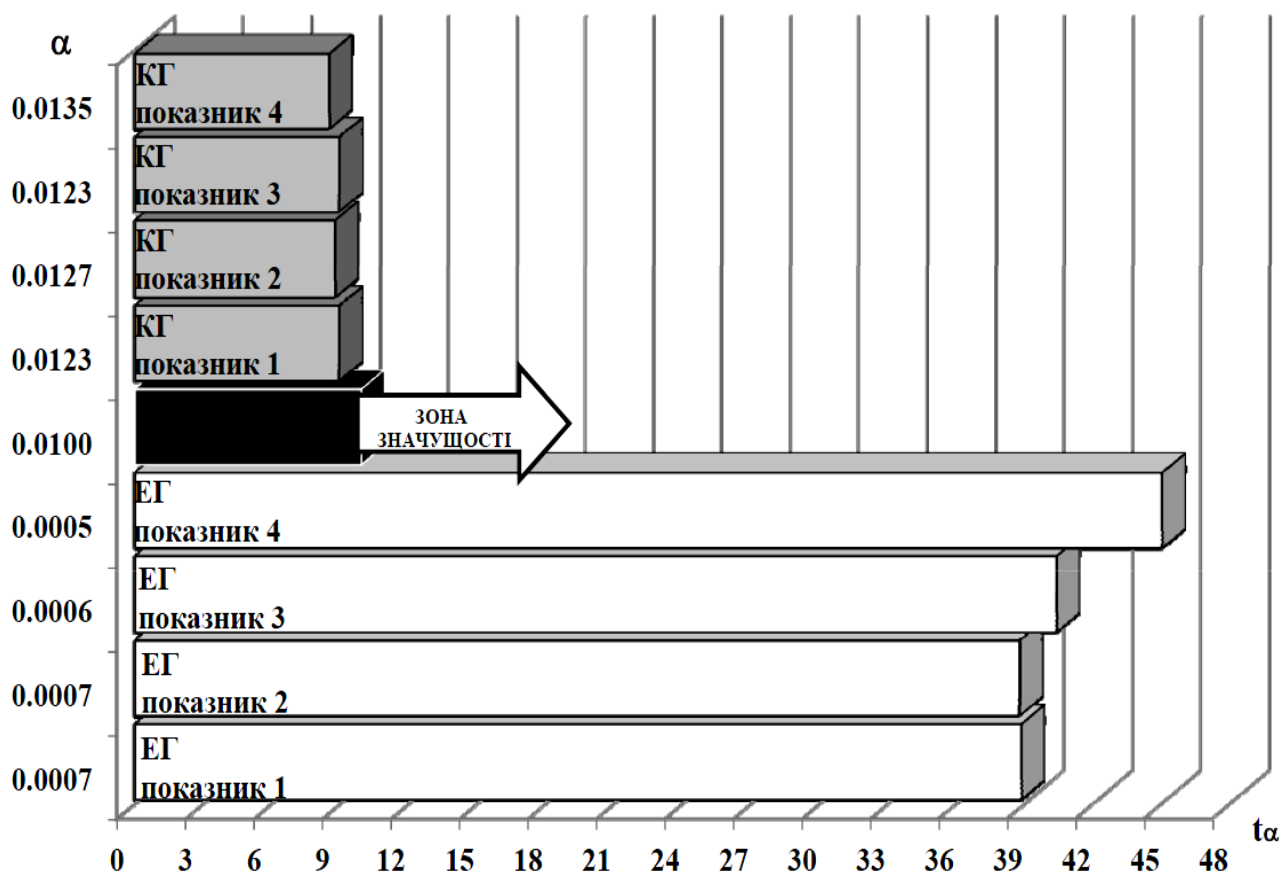 α
КГ
показник 4
0.0135
КГ
показник 3
0.0123
КГ
показник 2
0.0127
КГ
показник 1
0.0123
ЗОНА
ЗНАЧУЩОСТІ
0.0100
ЕГ
показник 4
0.0005
ЕГ
показник 3
0.0006
ЕГ
показник 2
0.0007
ЕГ
показник 1
0.0007
0 3 6 9 12 15 18 21 24 27 30 33 36 39 42 45 48
tα